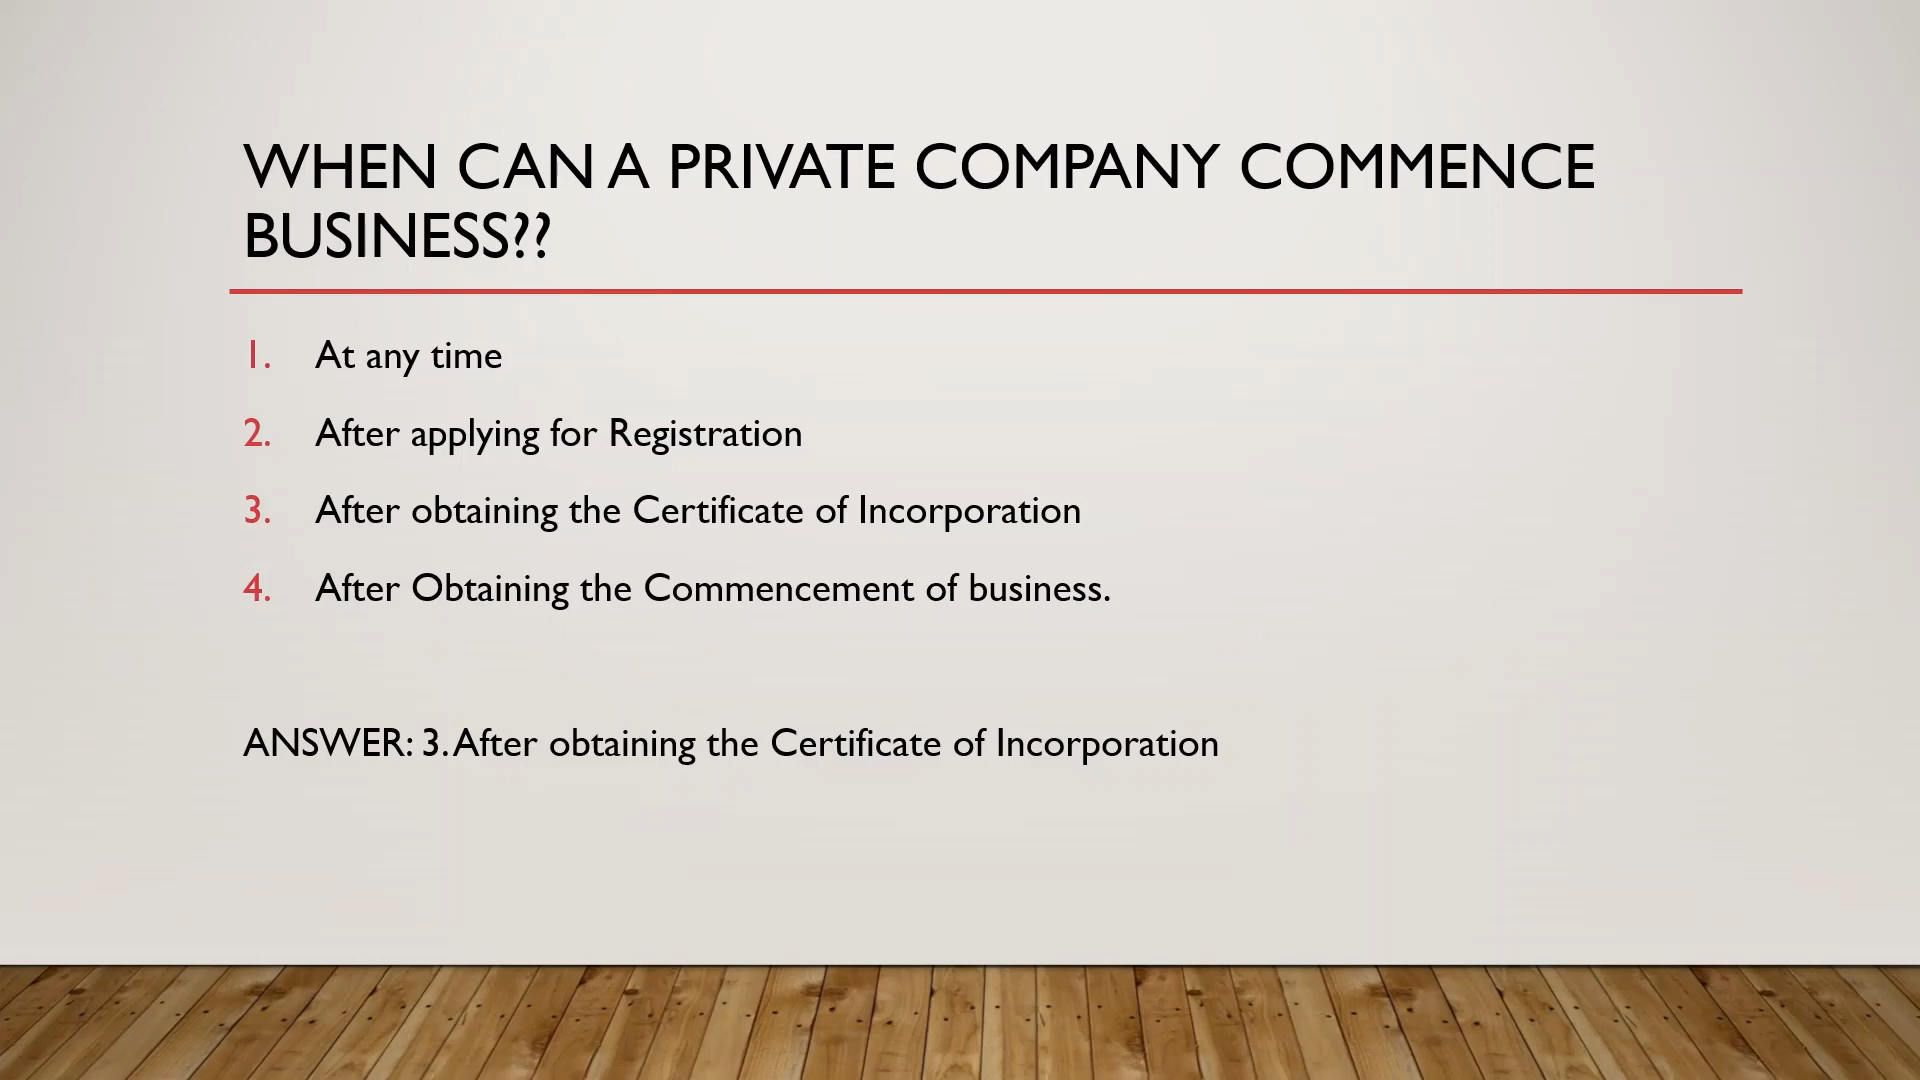 WHEN CAN A PRIVATE COMPANY COMMENCE
BUSINESS??
1. At any time
2. After applying for Registration
3. After obtaining the Certificate of Incorporation
4. After Obtaining the Commencement of business.
ANSWER: 3. After obtaining the Certificate of Incorporation